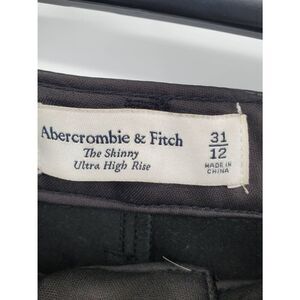 Abercrombie & Fitch
The Skinny
Ultra High Rise
31
12
MADE IN
CHINA